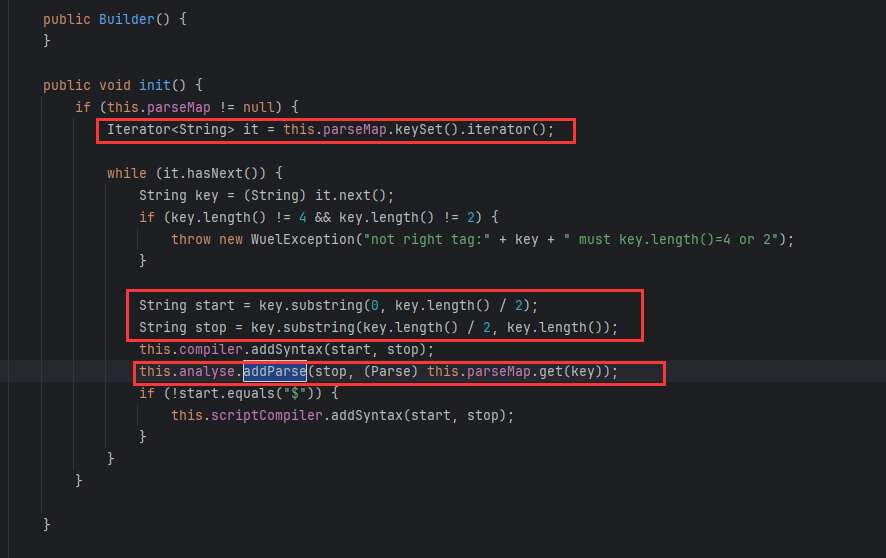 public Builder() {
}
public void init() {
if (this.parseMap != null) {
Iterator<String> it = this.parseMap.keySet().iterator();
while (it.hasNext()) {
String key = (String) it.next();
if (key.length() != 4 && key.length() != 2) {
throw new WuelException("not right tag:" + key + " must key.length()=4 or 2");
}
String start = key.substring(0, key.length() / 2);
String stop = key.substring(key.length() / 2, key.length());
this.compiler.addSyntax(start, stop);
this.analyse.addParse(stop, (Parse) this.parseMap.get(key));
if (!start.equals("$")) {
this.scriptCompiler.addSyntax(start, stop);
}
}
}
}